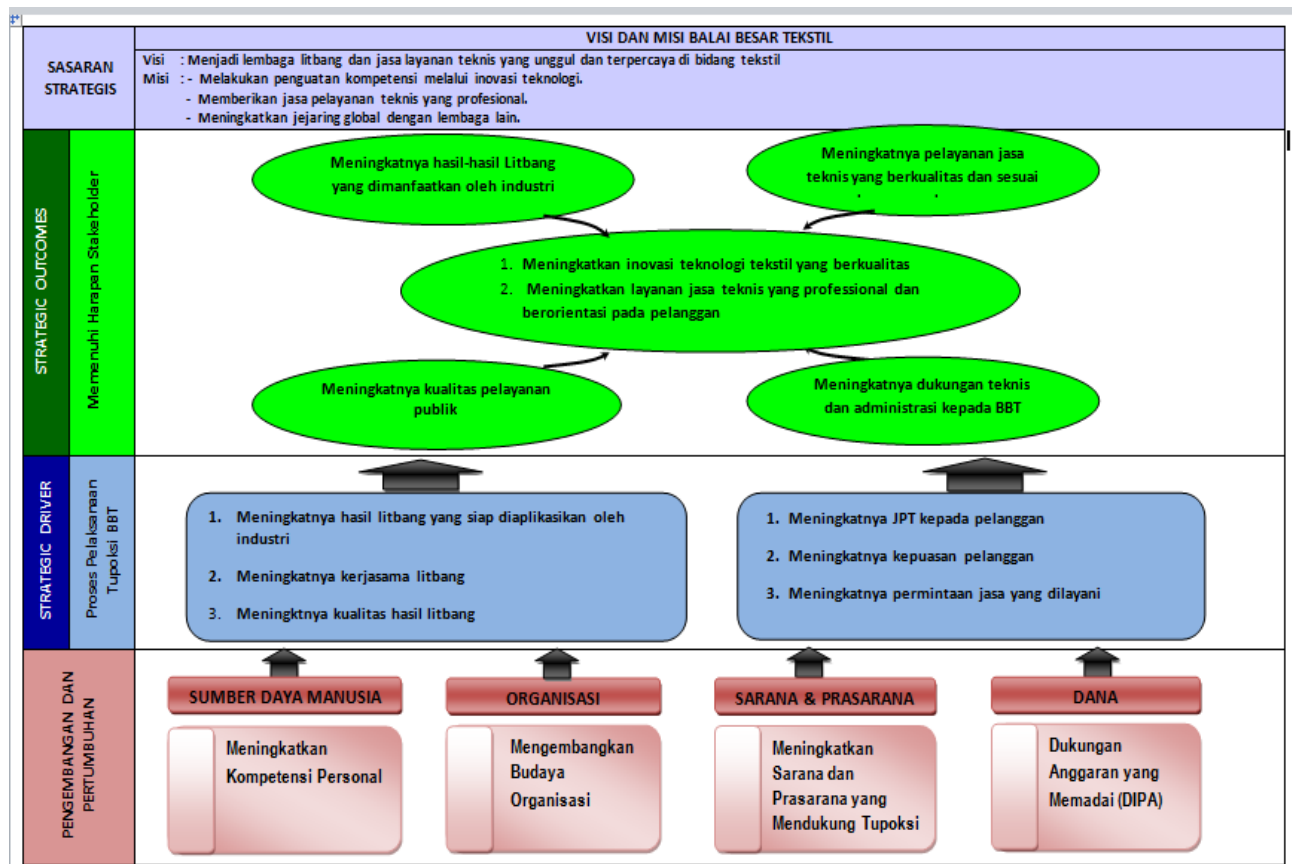 VISI DAN MISI BALAI BESAR TEKSTIL
SASARAN
STRATEGIS
Visi : Menjadi lembaga litbang dan jasa layanan teknis yang unggul dan terpercaya di bidang tekstil
Misi : - Melakukan penguatan kompetensi melalui inovasi teknologi.
- Memberikan jasa pelayanan teknis yang profesional.
- Meningkatkan jejaring global dengan lembaga lain.
STRATEGIC OUTCOMES
Memenuhi Harapan Stakeholder
Meningkatnya hasil-hasil Litbang
yang dimanfaatkan oleh industri
Meningkatnya pelayanan jasa
teknis yang berkualitas dan sesuai
1. Meningkatkan inovasi teknologi tekstil yang berkualitas
2. Meningkatkan layanan jasa teknis yang professional dan
berorientasi pada pelanggan
Meningkatnya kualitas pelayanan
publik
Meningkatnya dukungan teknis
dan administrasi kepada BBT
STRATEGIC DRIVER
Proses Pelaksanaan
Tupoksi BBT
1. Meningkatnya hasil litbang yang siap diaplikasikan oleh
industri
2. Meningkatnya kerjasama litbang
3. Meningktnya kualitas hasil litbang
1. Meningkatnya JPT kepada pelanggan
2. Meningkatnya kepuasan pelanggan
3. Meningkatnya permintaan jasa yang dilayani
PENGEMBANGAN DAN
PERTUMBUHAN
SUMBER DAYA MANUSIA
Meningkatkan
Kompetensi Personal
ORGANISASI
Mengembangkan
Budaya
Organisasi
SARANA & PRASARANA
Meningkatkan
Sarana dan
Prasarana yang
Mendukung Tupoksi
DANA
Dukungan
Anggaran yang
Memadai (DIPA)